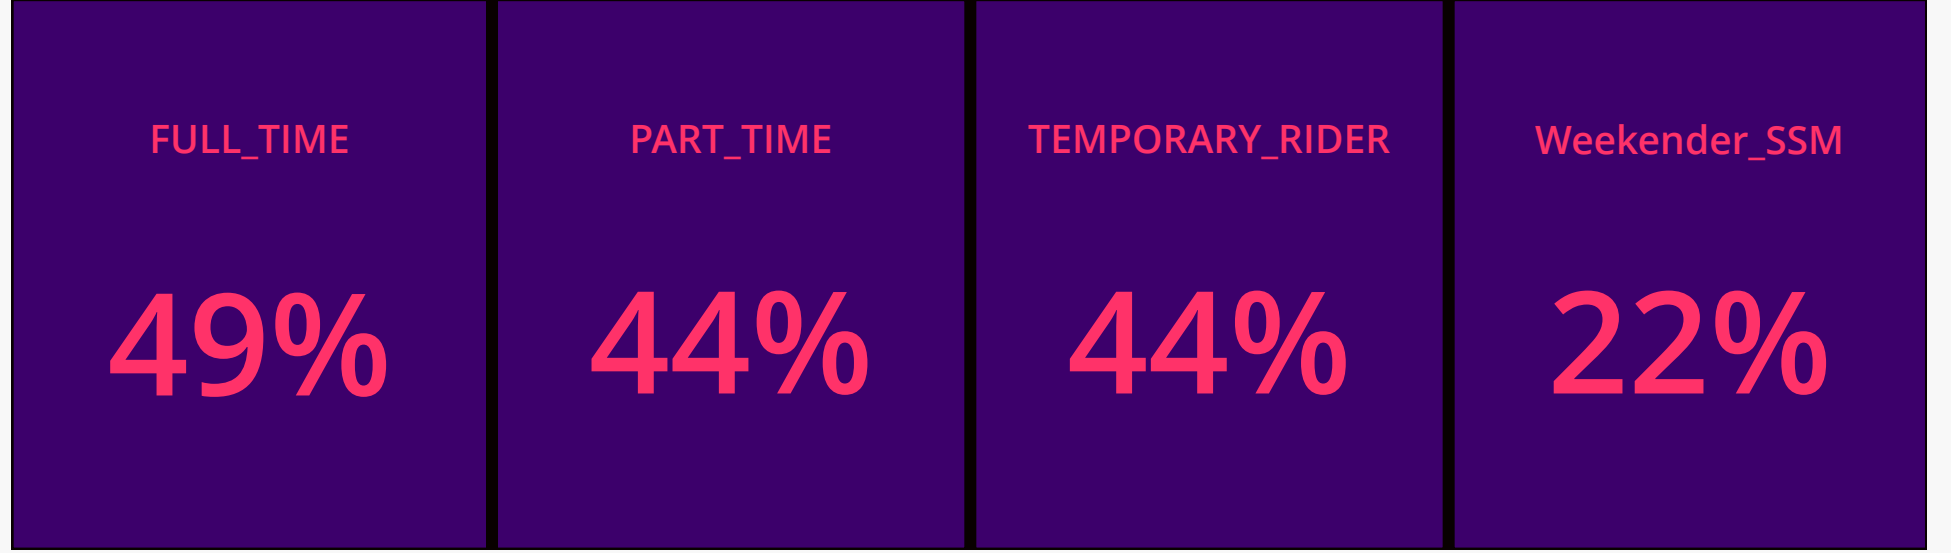 FULL_TIME
49%
PART_TIME
44%
TEMPORARY_RIDER
44%
Weekender_SSM
22%